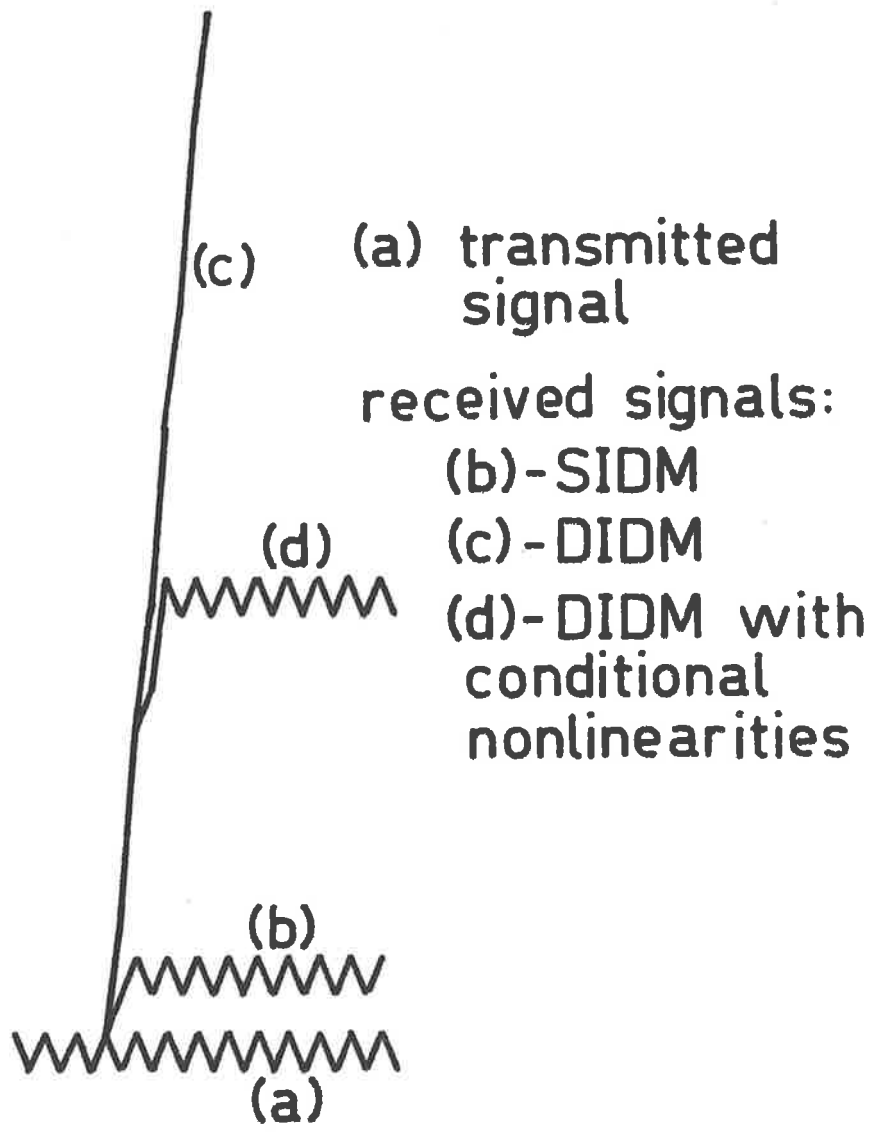 (c)
(a) transmitted
signal
received signals:
(b)-SIDM
(c)-DIDM
(d)-DIDM with
conditional
nonlinearities
(d)
(b)
(a)